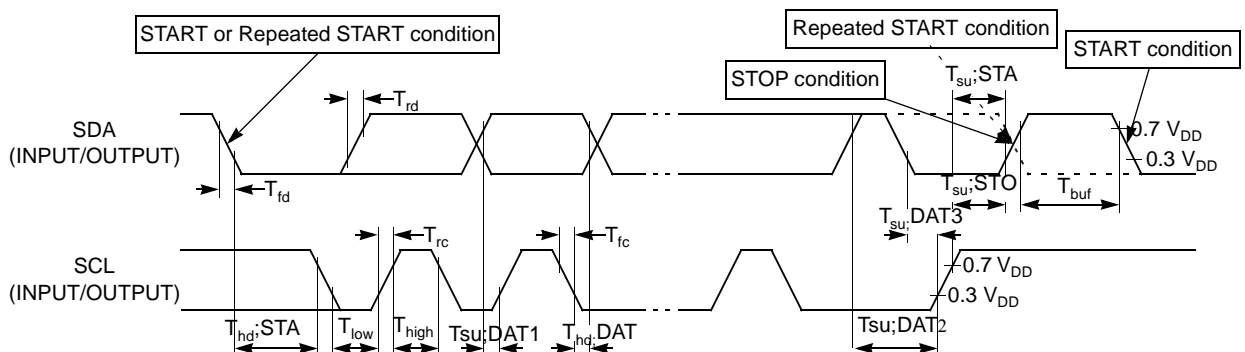 START or Repeated START condition
Repeated START condition
START condition
STOP condition
Tsu;STA
Trd
SDA
(INPUT/OUTPUT)
0.7 VDD
0.3 VDD
Tfd
Tsu;STO
Tbuf
Tsu;DAT3
Trc
Tfc
SCL
(INPUT/OUTPUT)
0.7 VDD
0.3 VDD
Thd;STA
Tlow
Thigh
Tsu;DAT1
Thd;DAT
Tsu;DAT2